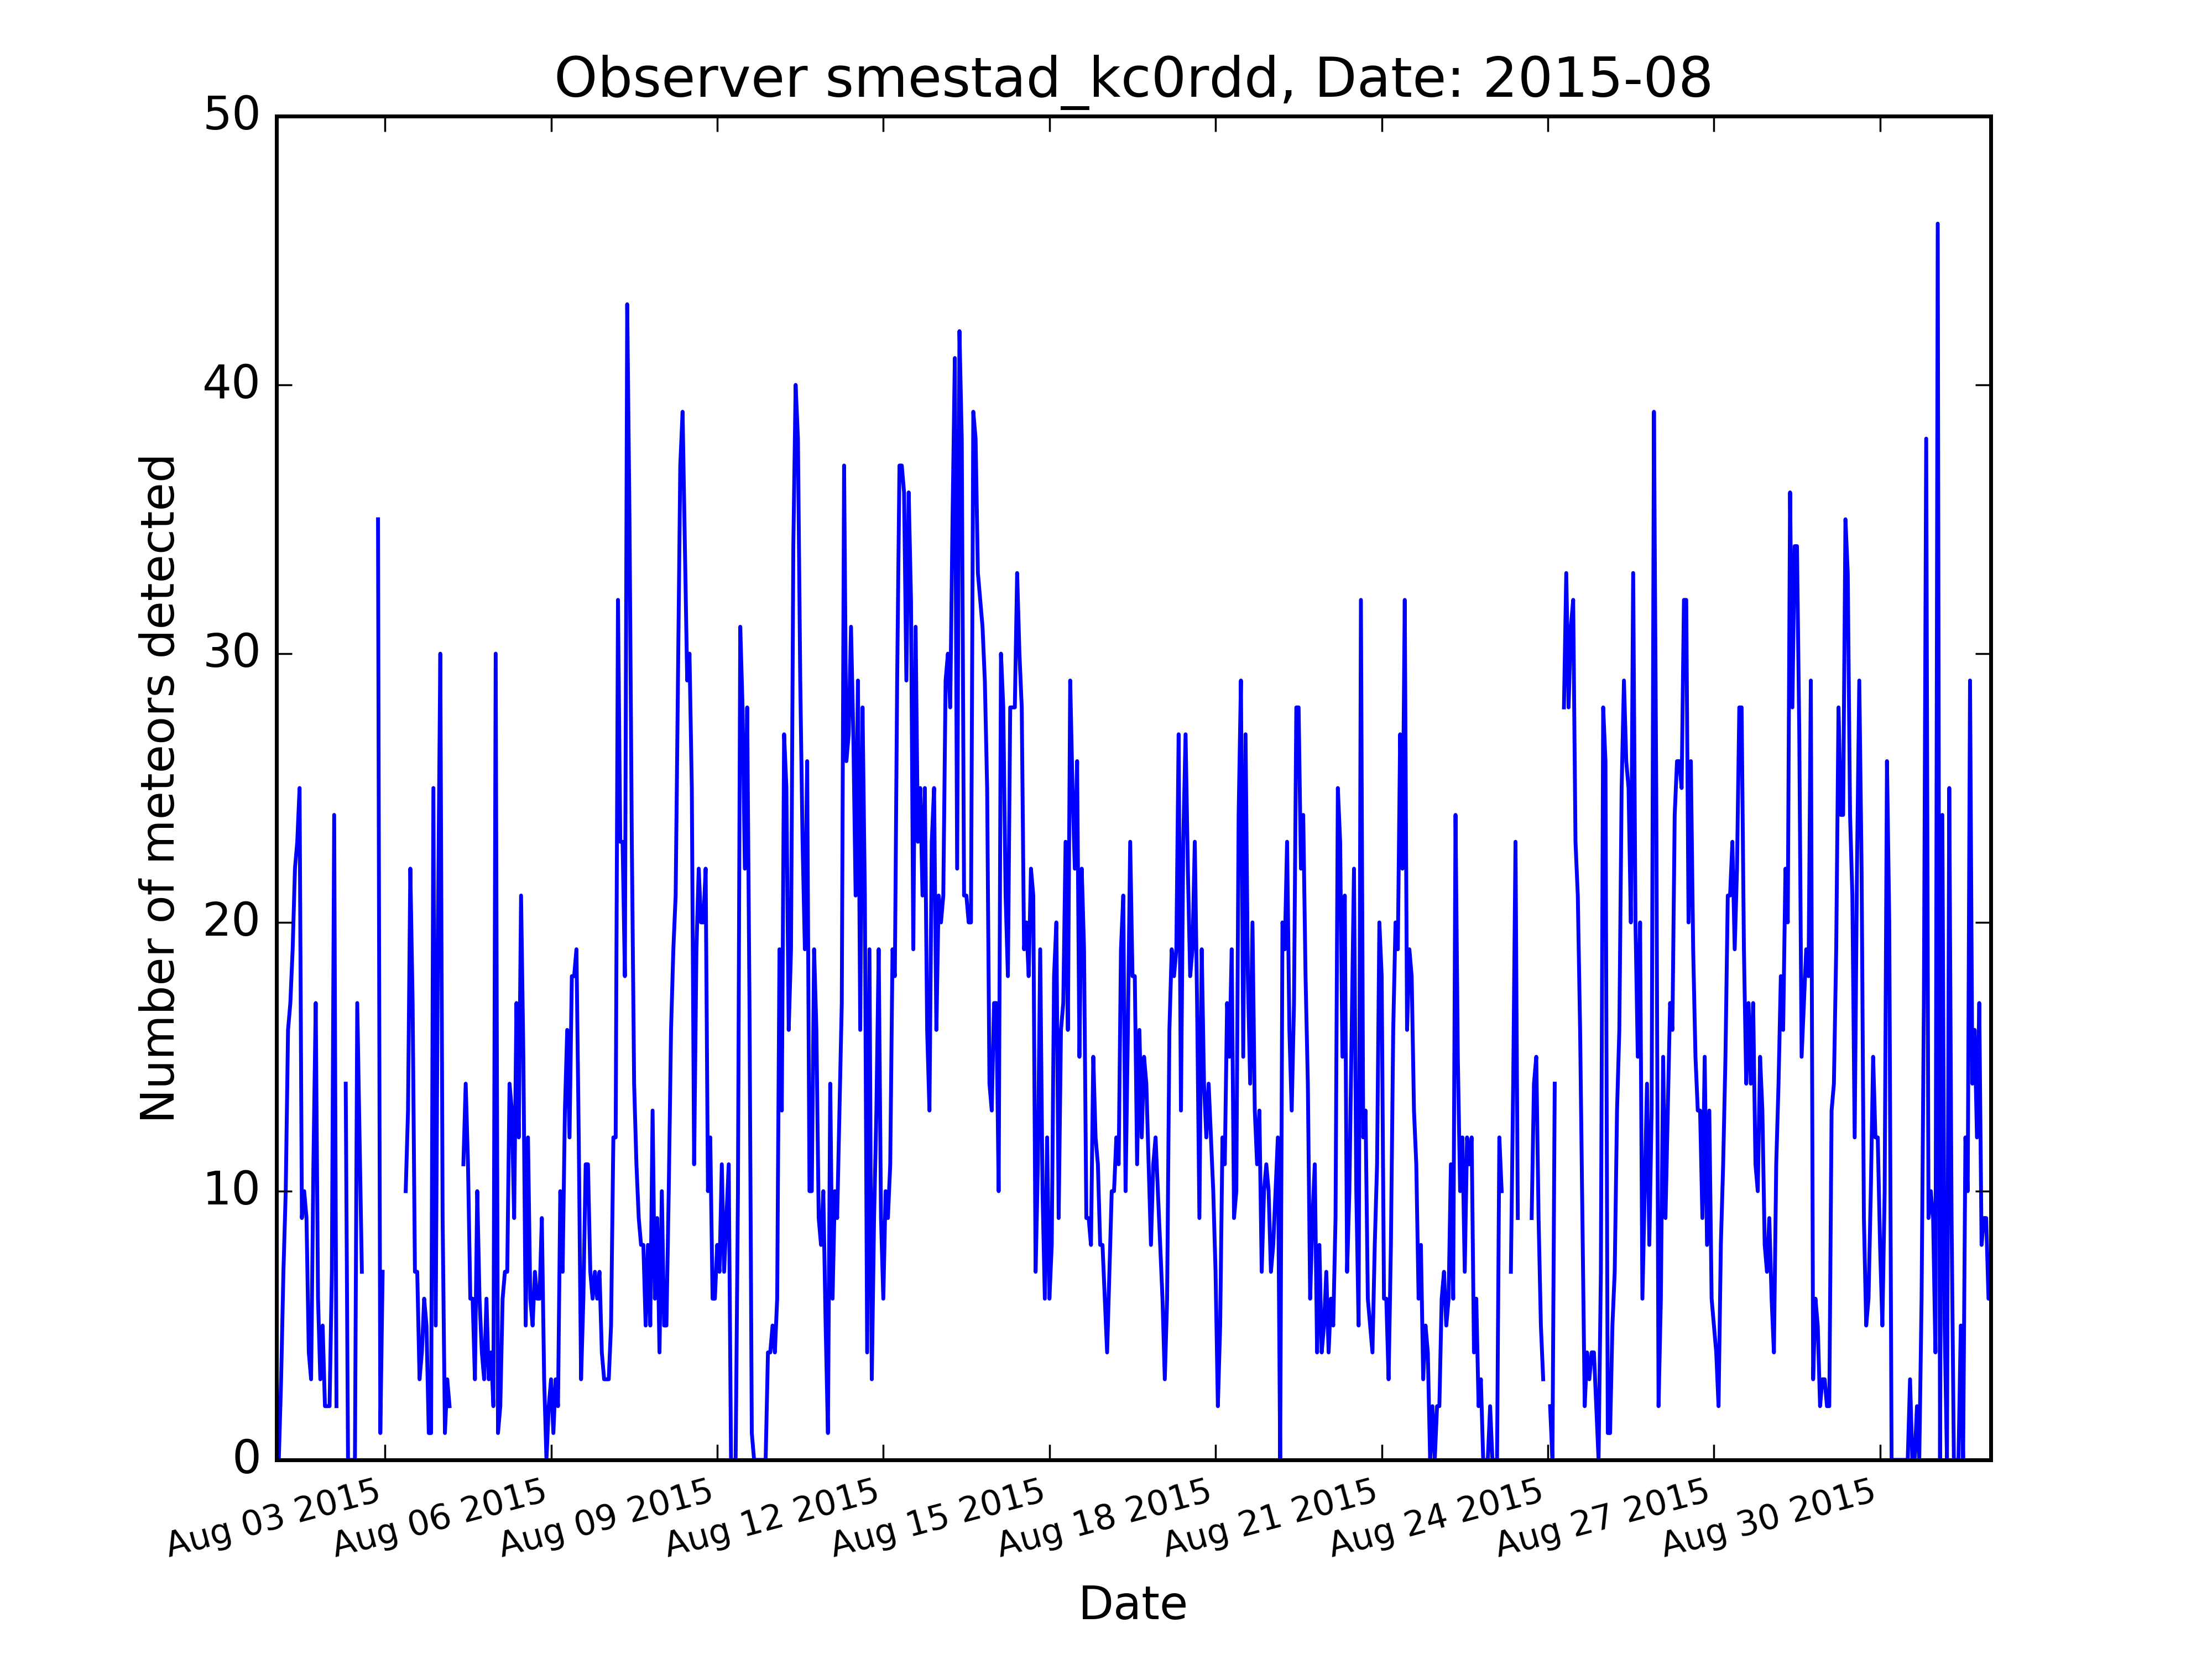 Observer smestad_kc0rdd, Date: 2015-08
50
40
30
20
10
0
Number of meteors detected
Aug 03 2015
Aug 06 2015
Aug 09 2015
Aug 12 2015
Aug 15 2015
Aug 18 2015
Aug 21 2015
Aug 24 2015
Aug 27 2015
Aug 30 2015
Date